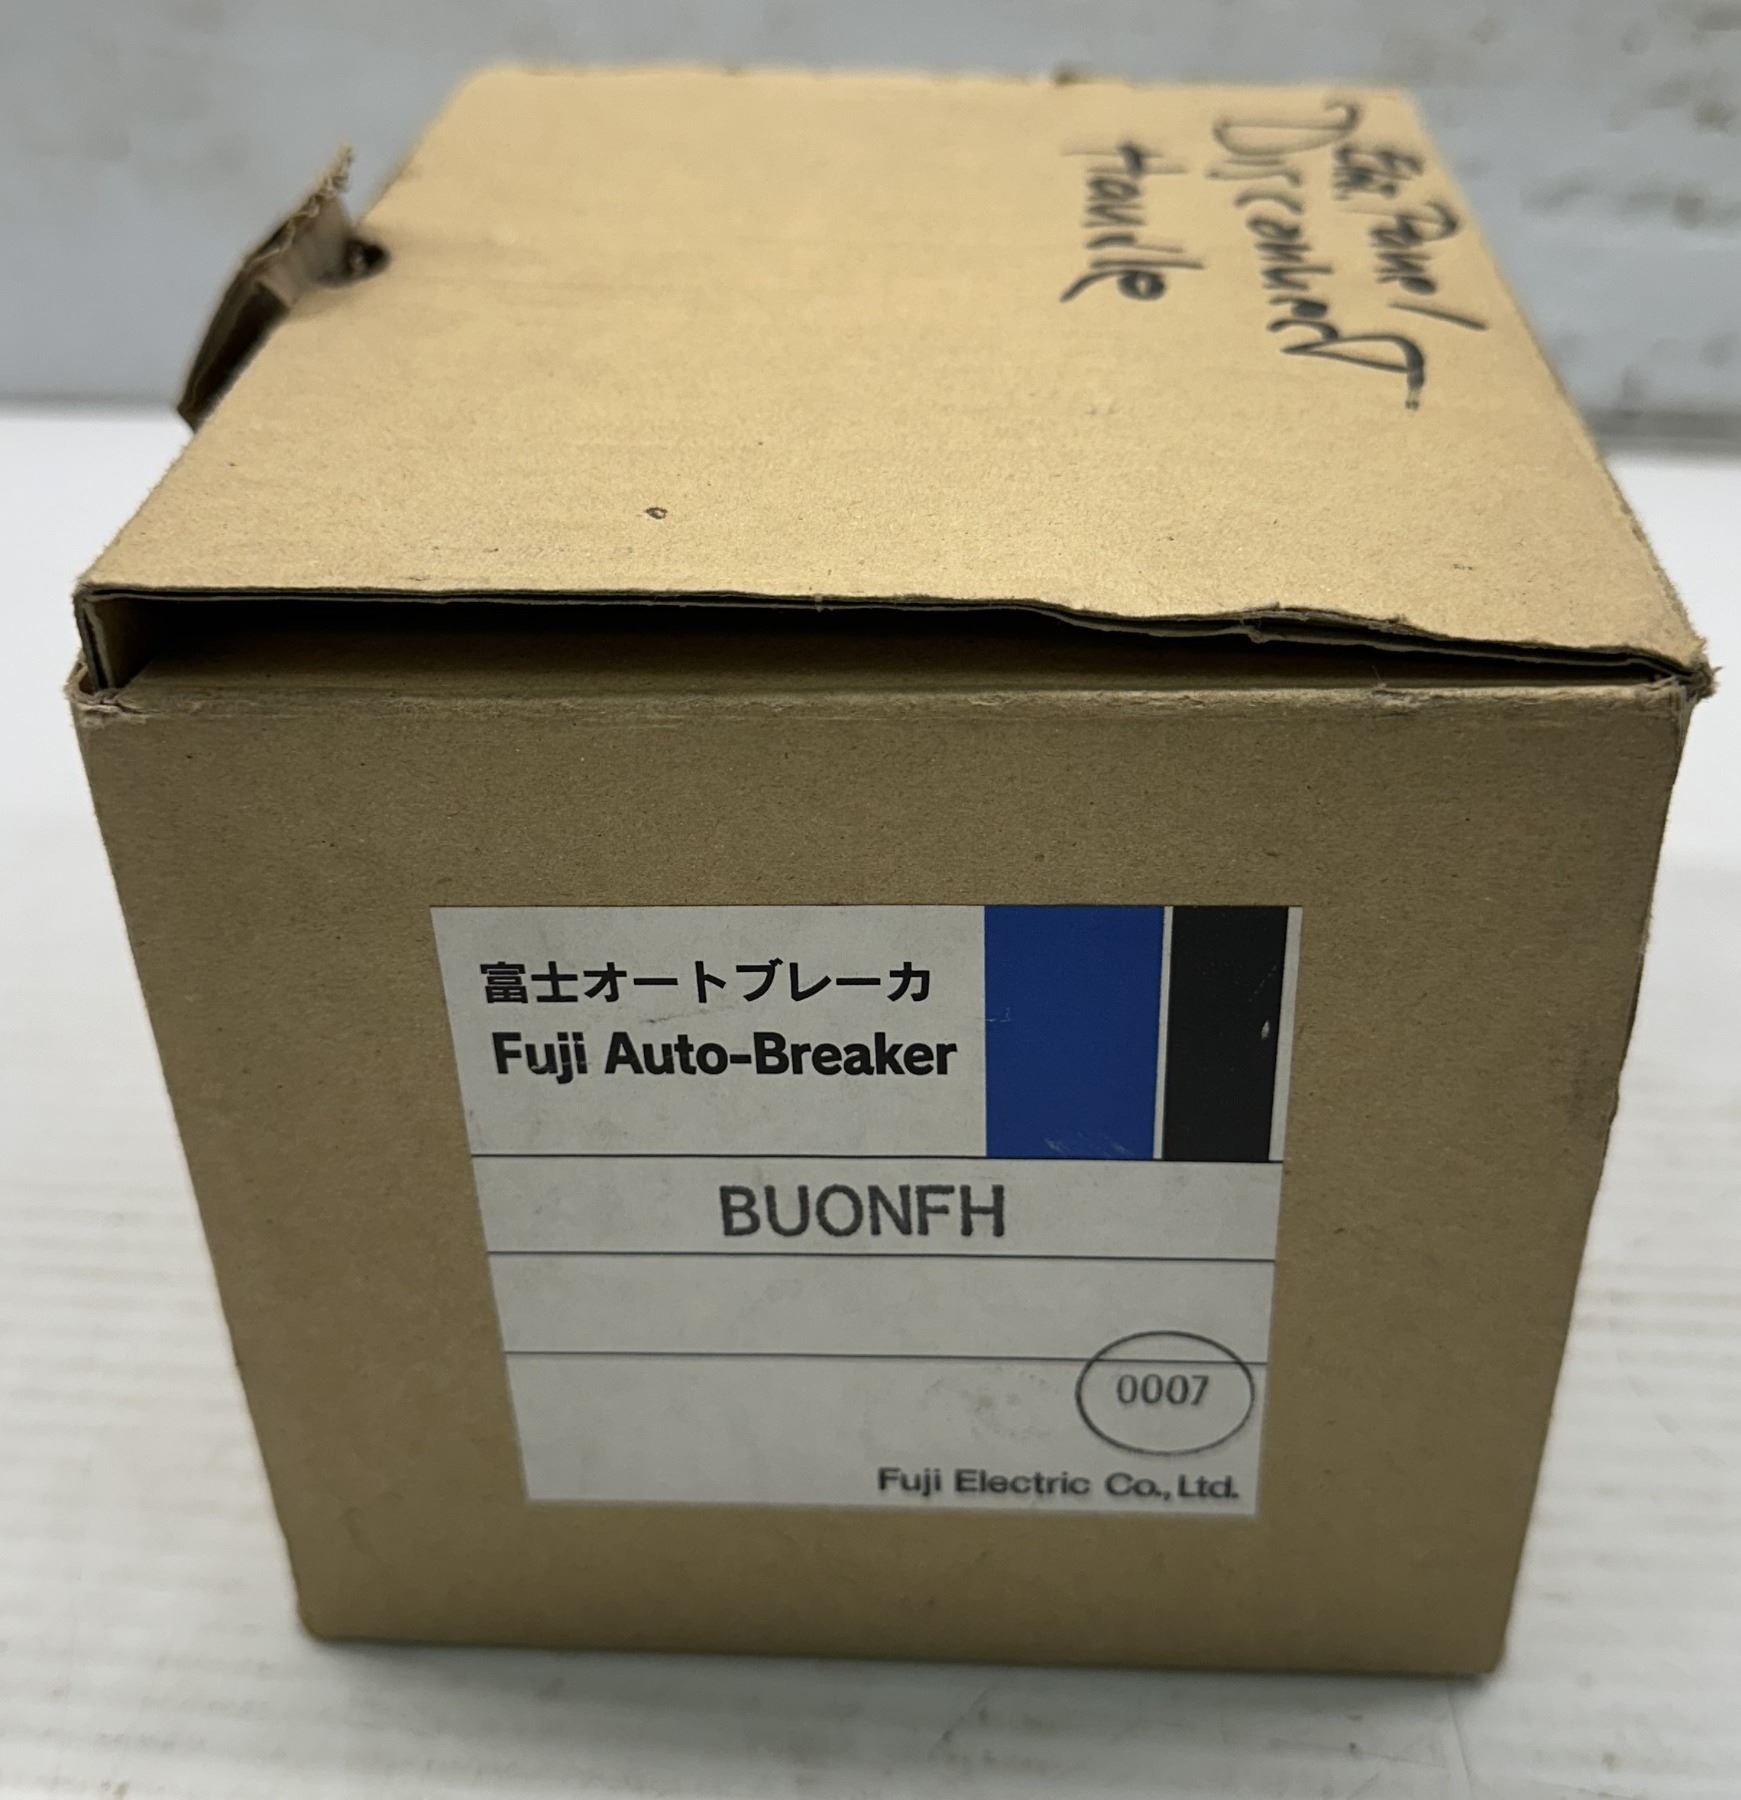 Ele. Panel
Disconnect
Handle
富士オートブレーカ
Fuji Auto-Breaker
BUONFH
0007
Fuji Electric Co., Ltd.